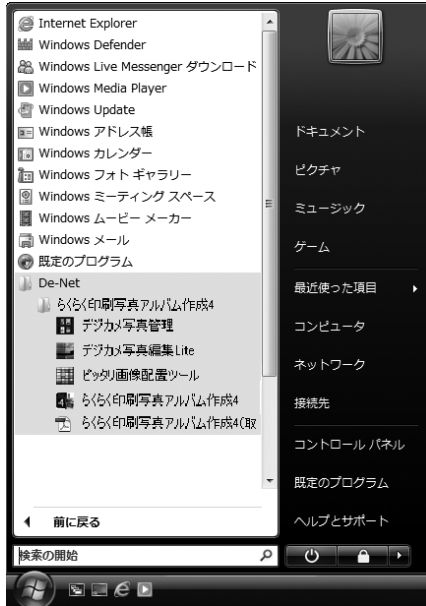 Internet Explorer
Windows Defender
Windows Live Messenger ダウンロード
Windows Media Player
Windows Update
Windows アドレス帳
Windows カレンダー
Windows フォト ギャラリー
Windows ミーティング スペース
Windows ムービー メーカー
Windows メール
既定のプログラム
De-Net
らくらく印刷写真アルバム作成4
デジカメ写真管理
デジカメ写真編集Lite
ピッタリ画像配置ツール
らくらく印刷写真アルバム作成4
らくらく印刷写真アルバム作成4(取
前に戻る
検索の開始
ドキュメント
ピクチャ
ミュージック
ゲーム
最近使った項目
コンピュータ
ネットワーク
接続先
コントロール パネル
既定のプログラム
ヘルプとサポート